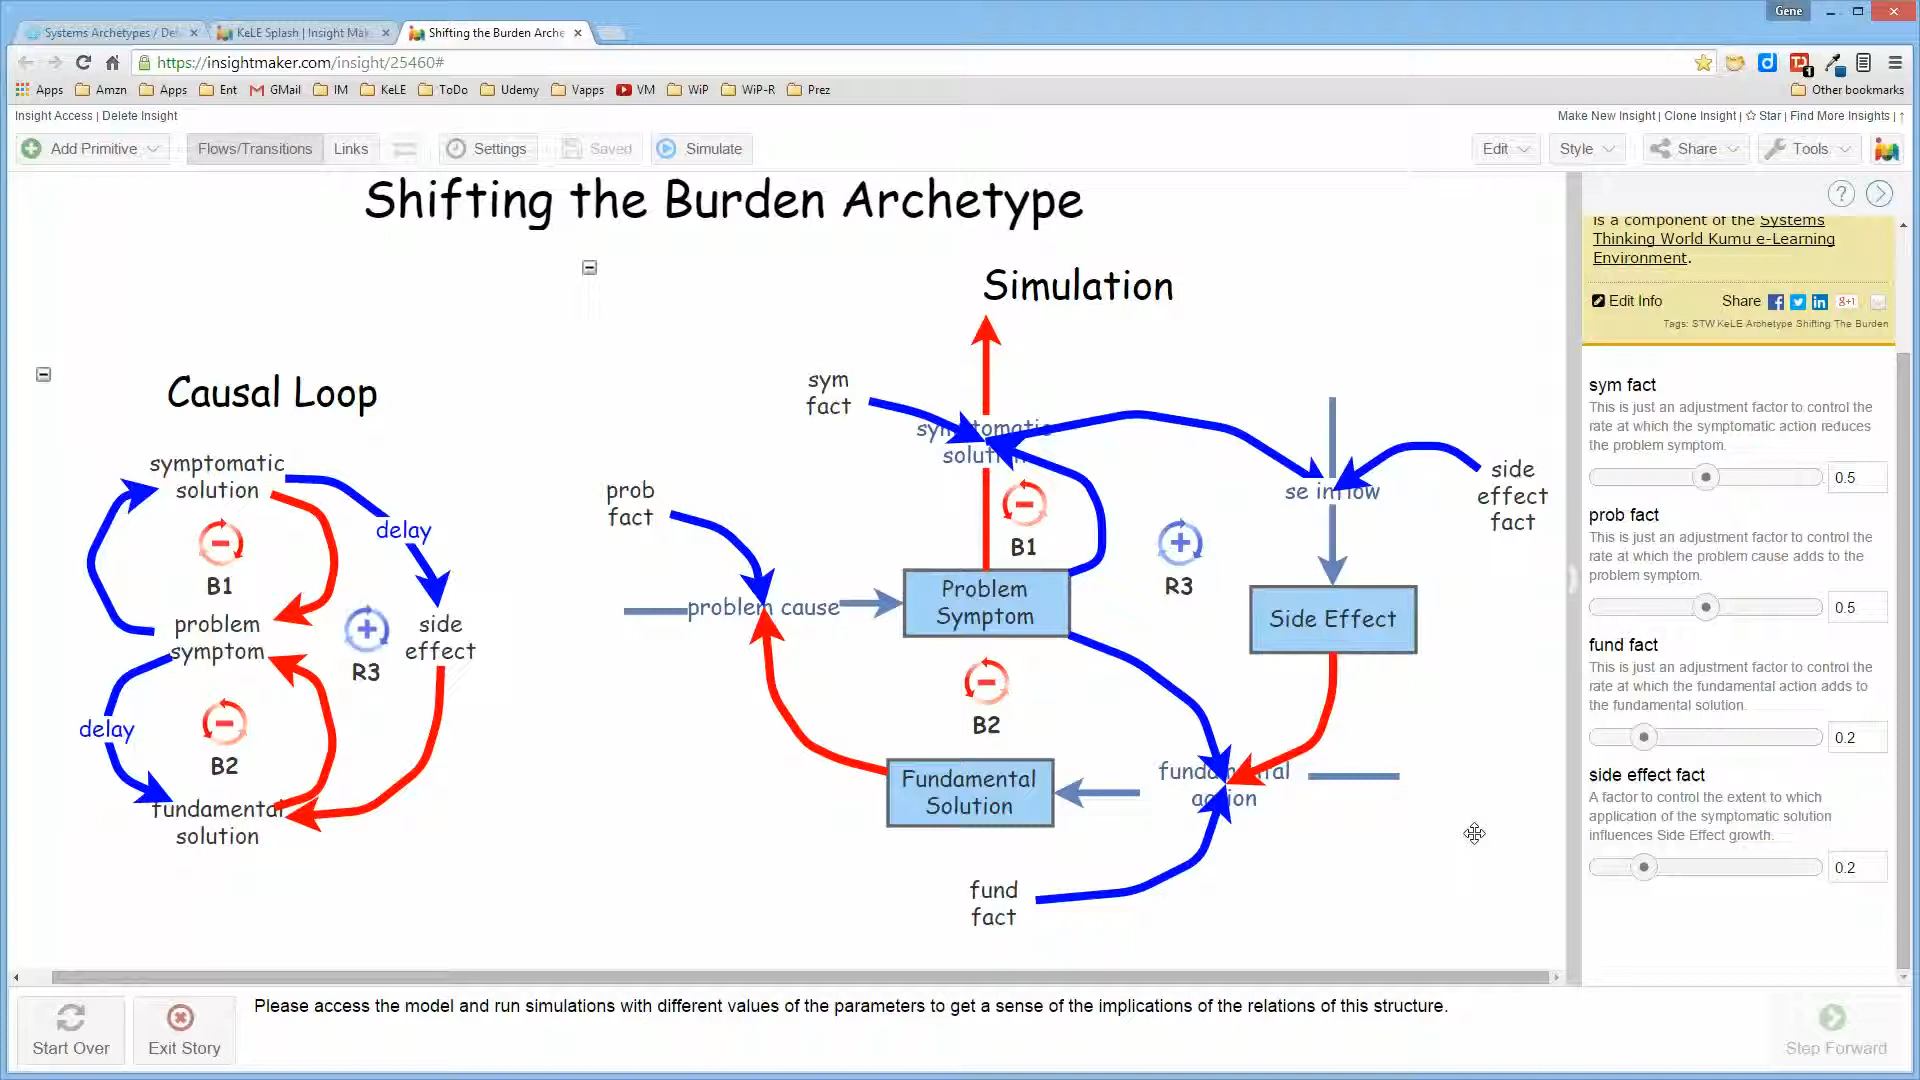 Gene
Systems Archetypes / De
KeLE Splash | Insight Mak
Shifting the Burden Arche
https://insightmaker.com/insight/25460#
Apps
Amzn
Apps
Ent
GMail
IM
KeLE
ToDo
Udemy
Vapps
VM
WiP
WiP-R
Prez
Other bookmarks
Insight Access | Delete Insight
Make New Insight | Clone Insight | Star | Find More Insights |
Add Primitive
Flows/Transitions
Links
Settings
Saved
Simulate
Edit
Style
Share
Tools
Shifting the Burden Archetype
Causal Loop
symptomatic
solution
delay
B1
problem
symptom
R3
side
effect
delay
B2
fundamental
solution
Simulation
sym
fact
symptomatic
solution
prob
fact
B1
R3
se inflow
side
effect
fact
problem cause
Problem
Symptom
Side Effect
B2
Fundamental
Solution
fundamental
action
fund
fact
is a component of the Systems
Thinking World Kumu e-Learning
Environment.
Edit Info
Share
g+1
Tags: STW KeLE Archetype Shifting The Burden
sym fact
This is just an adjustment factor to control the
rate at which the symptomatic action reduces
the problem symptom.
0.5
prob fact
This is just an adjustment factor to control the
rate at which the problem cause adds to the
problem symptom.
0.5
fund fact
This is just an adjustment factor to control the
rate at which the fundamental action adds to
the fundamental solution.
0.2
side effect fact
A factor to control the extent to which
application of the symptomatic solution
influences Side Effect growth.
0.2
Start Over
Exit Story
Please access the model and run simulations with different values of the parameters to get a sense of the implications of the relations of this structure.
Step Forward